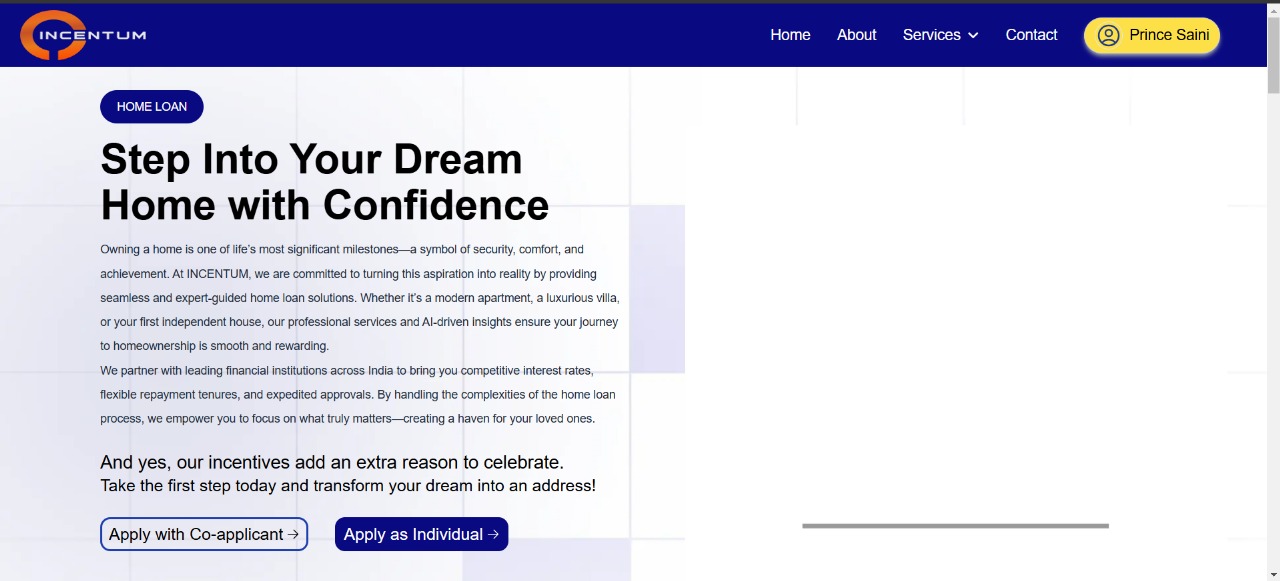 INCENTUM
Home
About
Services
Contact
Prince Saini
HOME LOAN
Step Into Your Dream
Home with Confidence
Owning a home is one of life's most significant milestones—a symbol of security, comfort, and
achievement. At INCENTUM, we are committed to turning this aspiration into reality by providing
seamless and expert-guided home loan solutions. Whether it's a modern apartment, a luxurious villa,
or your first independent house, our professional services and AI-driven insights ensure your journey
to homeownership is smooth and rewarding.
We partner with leading financial institutions across India to bring you competitive interest rates,
flexible repayment tenures, and expedited approvals. By handling the complexities of the home loan
process, we empower you to focus on what truly matters—creating a haven for your loved ones.
And yes, our incentives add an extra reason to celebrate.
Take the first step today and transform your dream into an address!
Apply with Co-applicant →
Apply as Individual →